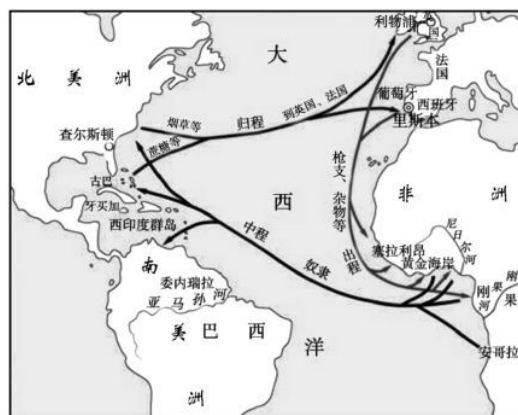 利物浦
英国
大
法国
北美洲
葡萄牙
西班牙
里斯本
到英国、法国
烟草等
归程
查尔斯顿
蔗糖等
枪支、杂物等
非洲
古巴
西
牙买加
西印度群岛
中程
尼日尔河
出程
塞拉利昂
黄金海岸
南
奴隶
委内瑞拉
刚果河
刚果
亚马孙河
美
巴西
洋
安哥拉
洲